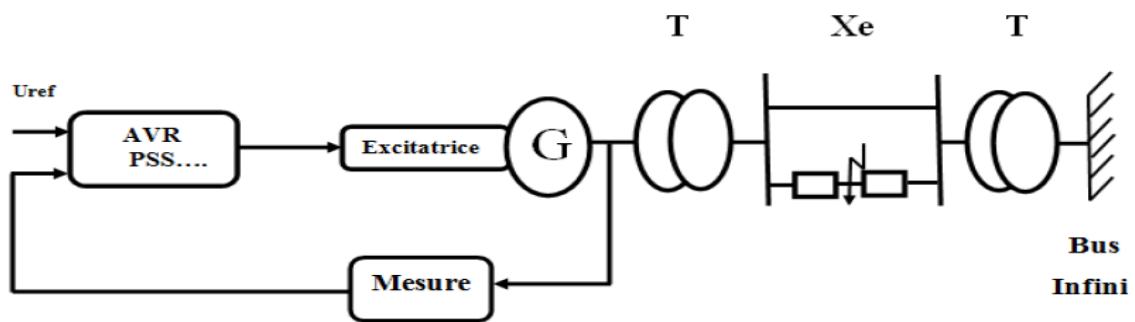 T
Xe
T
Uref
AVR
PSS....
Excitatrice
G
Mesure
Bus
Infini